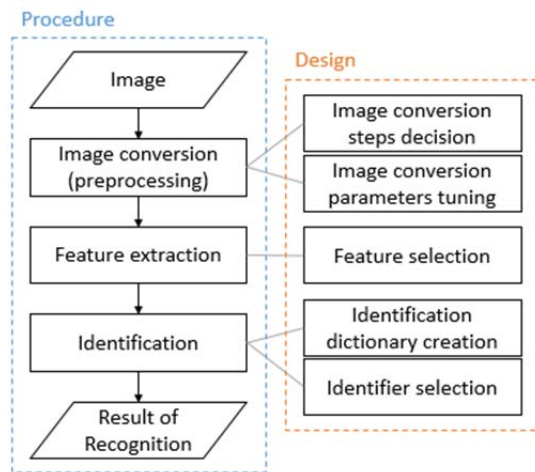 Procedure
Image
Image conversion
(preprocessing)
Feature extraction
Identification
Result of
Recognition
Design
Image conversion
steps decision
Image conversion
parameters tuning
Feature selection
Identification
dictionary creation
Identifier selection